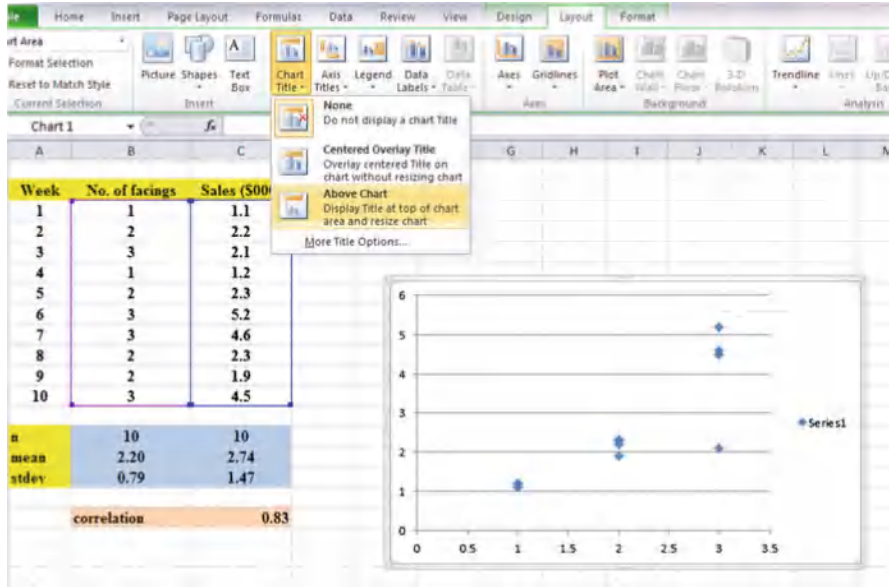 Home Insert Page Layout Formulas Data Review View Design Layout Format
Format Selection
Reset to Match Style
Current Selection
Picture Shapes Text Box
Insert
Chart Title Axis Titles Legend Data Labels Data Table
Axes Gridlines
Axes
Plot Area Chart Wall Chart Floor 3-D Rotation
Background
Trendline Lines
Analysis
None
Do not display a chart Title
Centered Overlay Title
Overlay centered Title on
chart without resizing chart
Above Chart
Display Title at top of chart
area and resize chart
More Title Options...
Chart 1 fx
A B C G H I J K L
Week No. of facings Sales ($00
1 1 1.1
2 2 2.2
3 3 2.1
4 1 1.2
5 2 2.3
6 3 5.2
7 3 4.6
8 2 2.3
9 2 1.9
10 3 4.5
n 10 10
mean 2.20 2.74
stdev 0.79 1.47
correlation 0.83
6
5
4
3
2
1
0
0 0.5 1 1.5 2 2.5 3 3.5
Series1